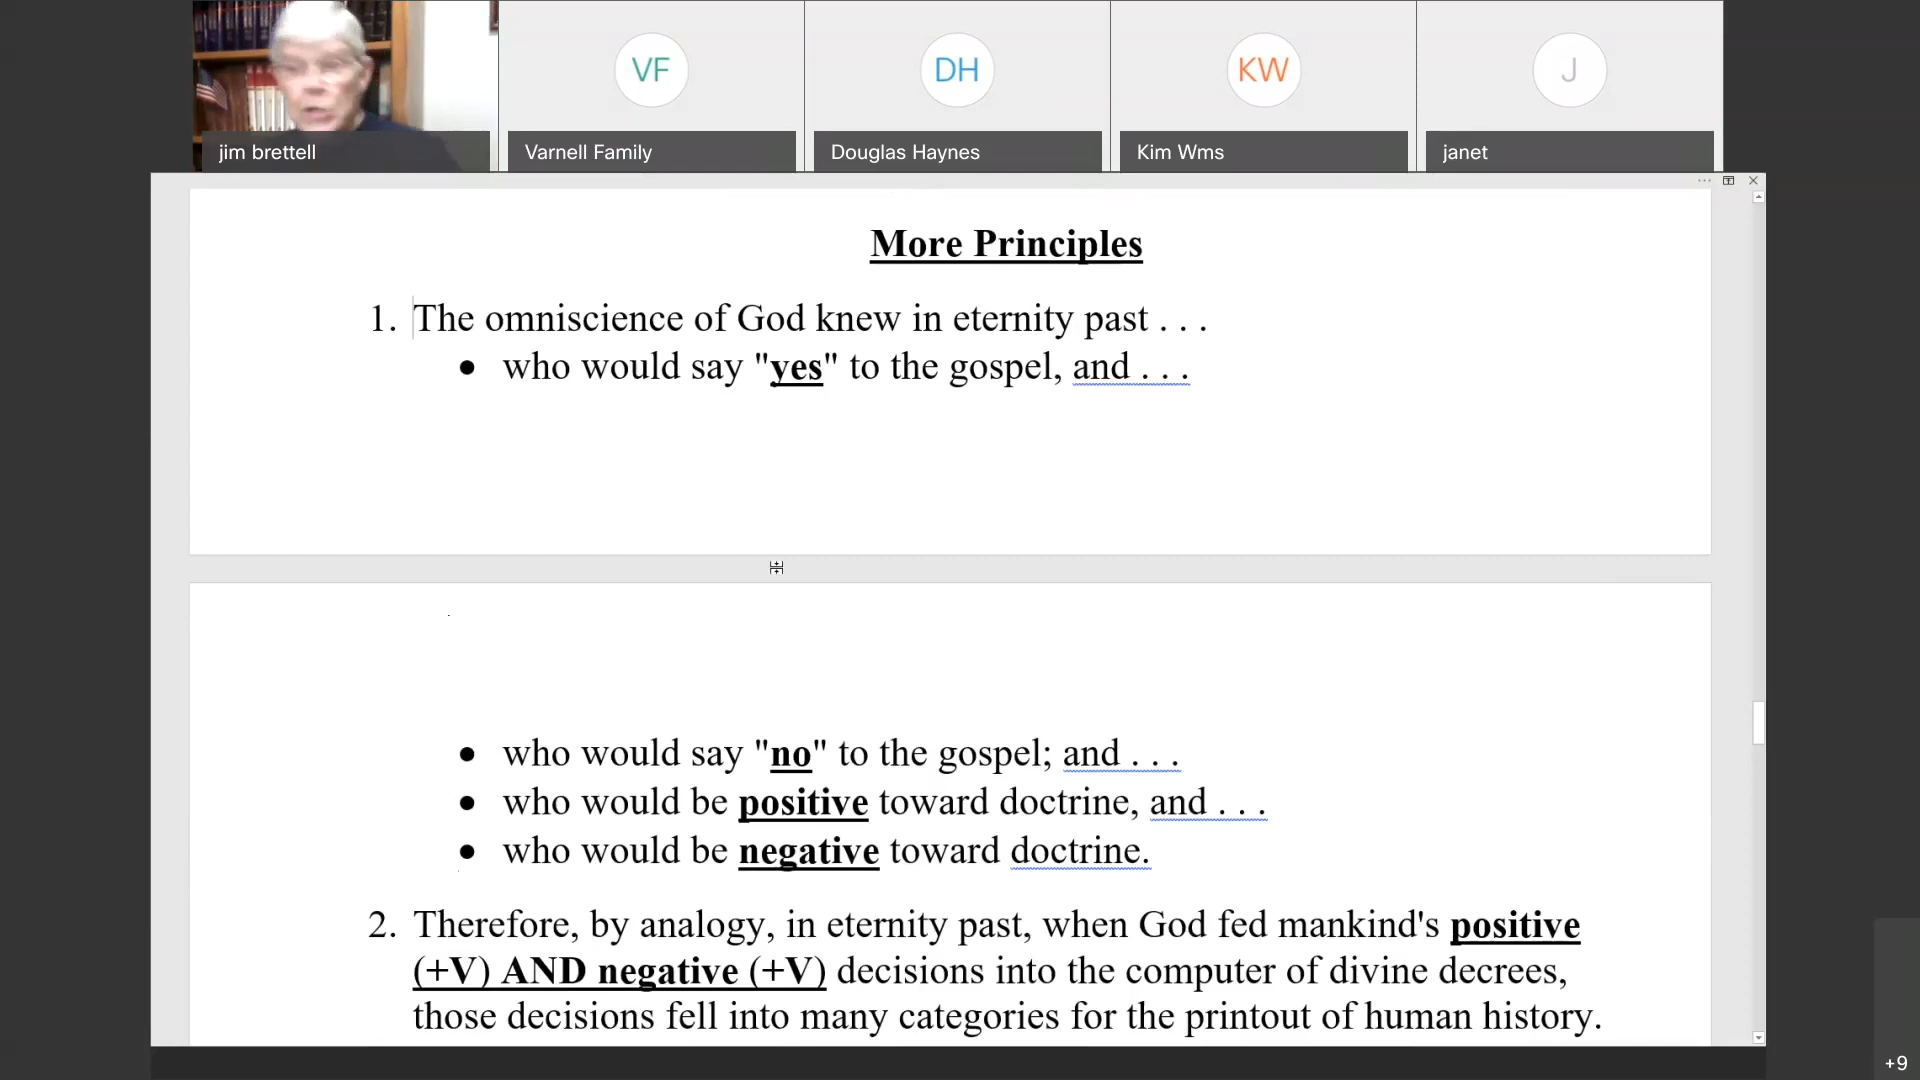 VF
DH
KW
J
jim brettell
Varnell Family
Douglas Haynes
Kim Wms
janet
More Principles
1. The omniscience of God knew in eternity past . . .
• who would say "yes" to the gospel, and . . .
• who would say "no" to the gospel; and . . .
• who would be positive toward doctrine, and . . .
• who would be negative toward doctrine.
2. Therefore, by analogy, in eternity past, when God fed mankind's positive
(+V) AND negative (+V) decisions into the computer of divine decrees,
those decisions fell into many categories for the printout of human history.
+9